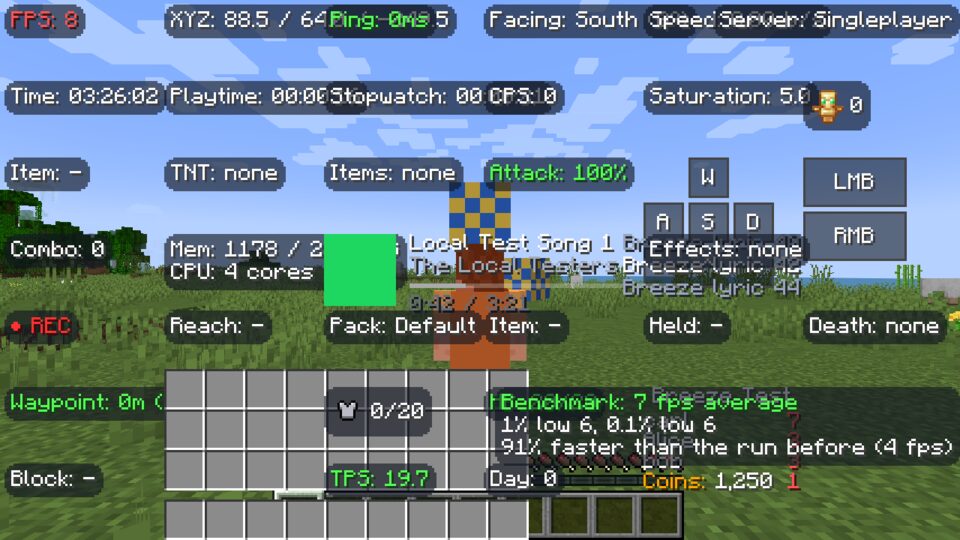 FPS: 8
XYZ: 88.5 / 64
Ping: 0ms 5
Facing: South
Speed
Server: Singleplayer
Time: 03:26:02
Playtime: 00:00
Stopwatch: 00
CPS: 0
Saturation: 5.0
0
Item: -
TNT: none
Items: none
Attack: 100%
W
LMB
A S D
RMB
Combo: 0
Mem: 1178 / 2
CPU: 4 cores
Local Test Song 1
The Local Testers
0:42 / 3:21
Effects: none
Breeze lyric 42
Breeze lyric 44
REC
Reach: -
Pack: Default
Item: -
Held: -
Death: none
Waypoint: 0m (
0/20
Breeze Test
Benchmark: 7 fps average
1% low 6, 0.1% low 6
91% faster than the run before (4 fps)
Block: -
TPS: 19.7
Day: 0
Coins: 1,250 1